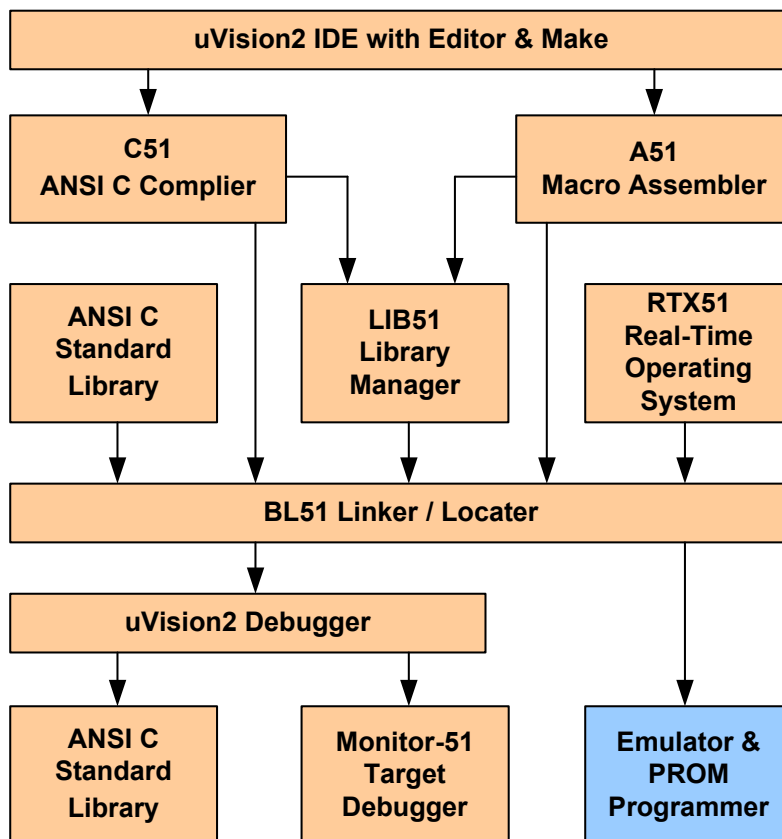 uVision2 IDE with Editor & Make
C51
ANSI C Complier
A51
Macro Assembler
ANSI C
Standard
Library
LIB51
Library
Manager
RTX51
Real-Time
Operating
System
BL51 Linker / Locater
uVision2 Debugger
ANSI C
Standard
Library
Monitor-51
Target
Debugger
Emulator &
PROM
Programmer